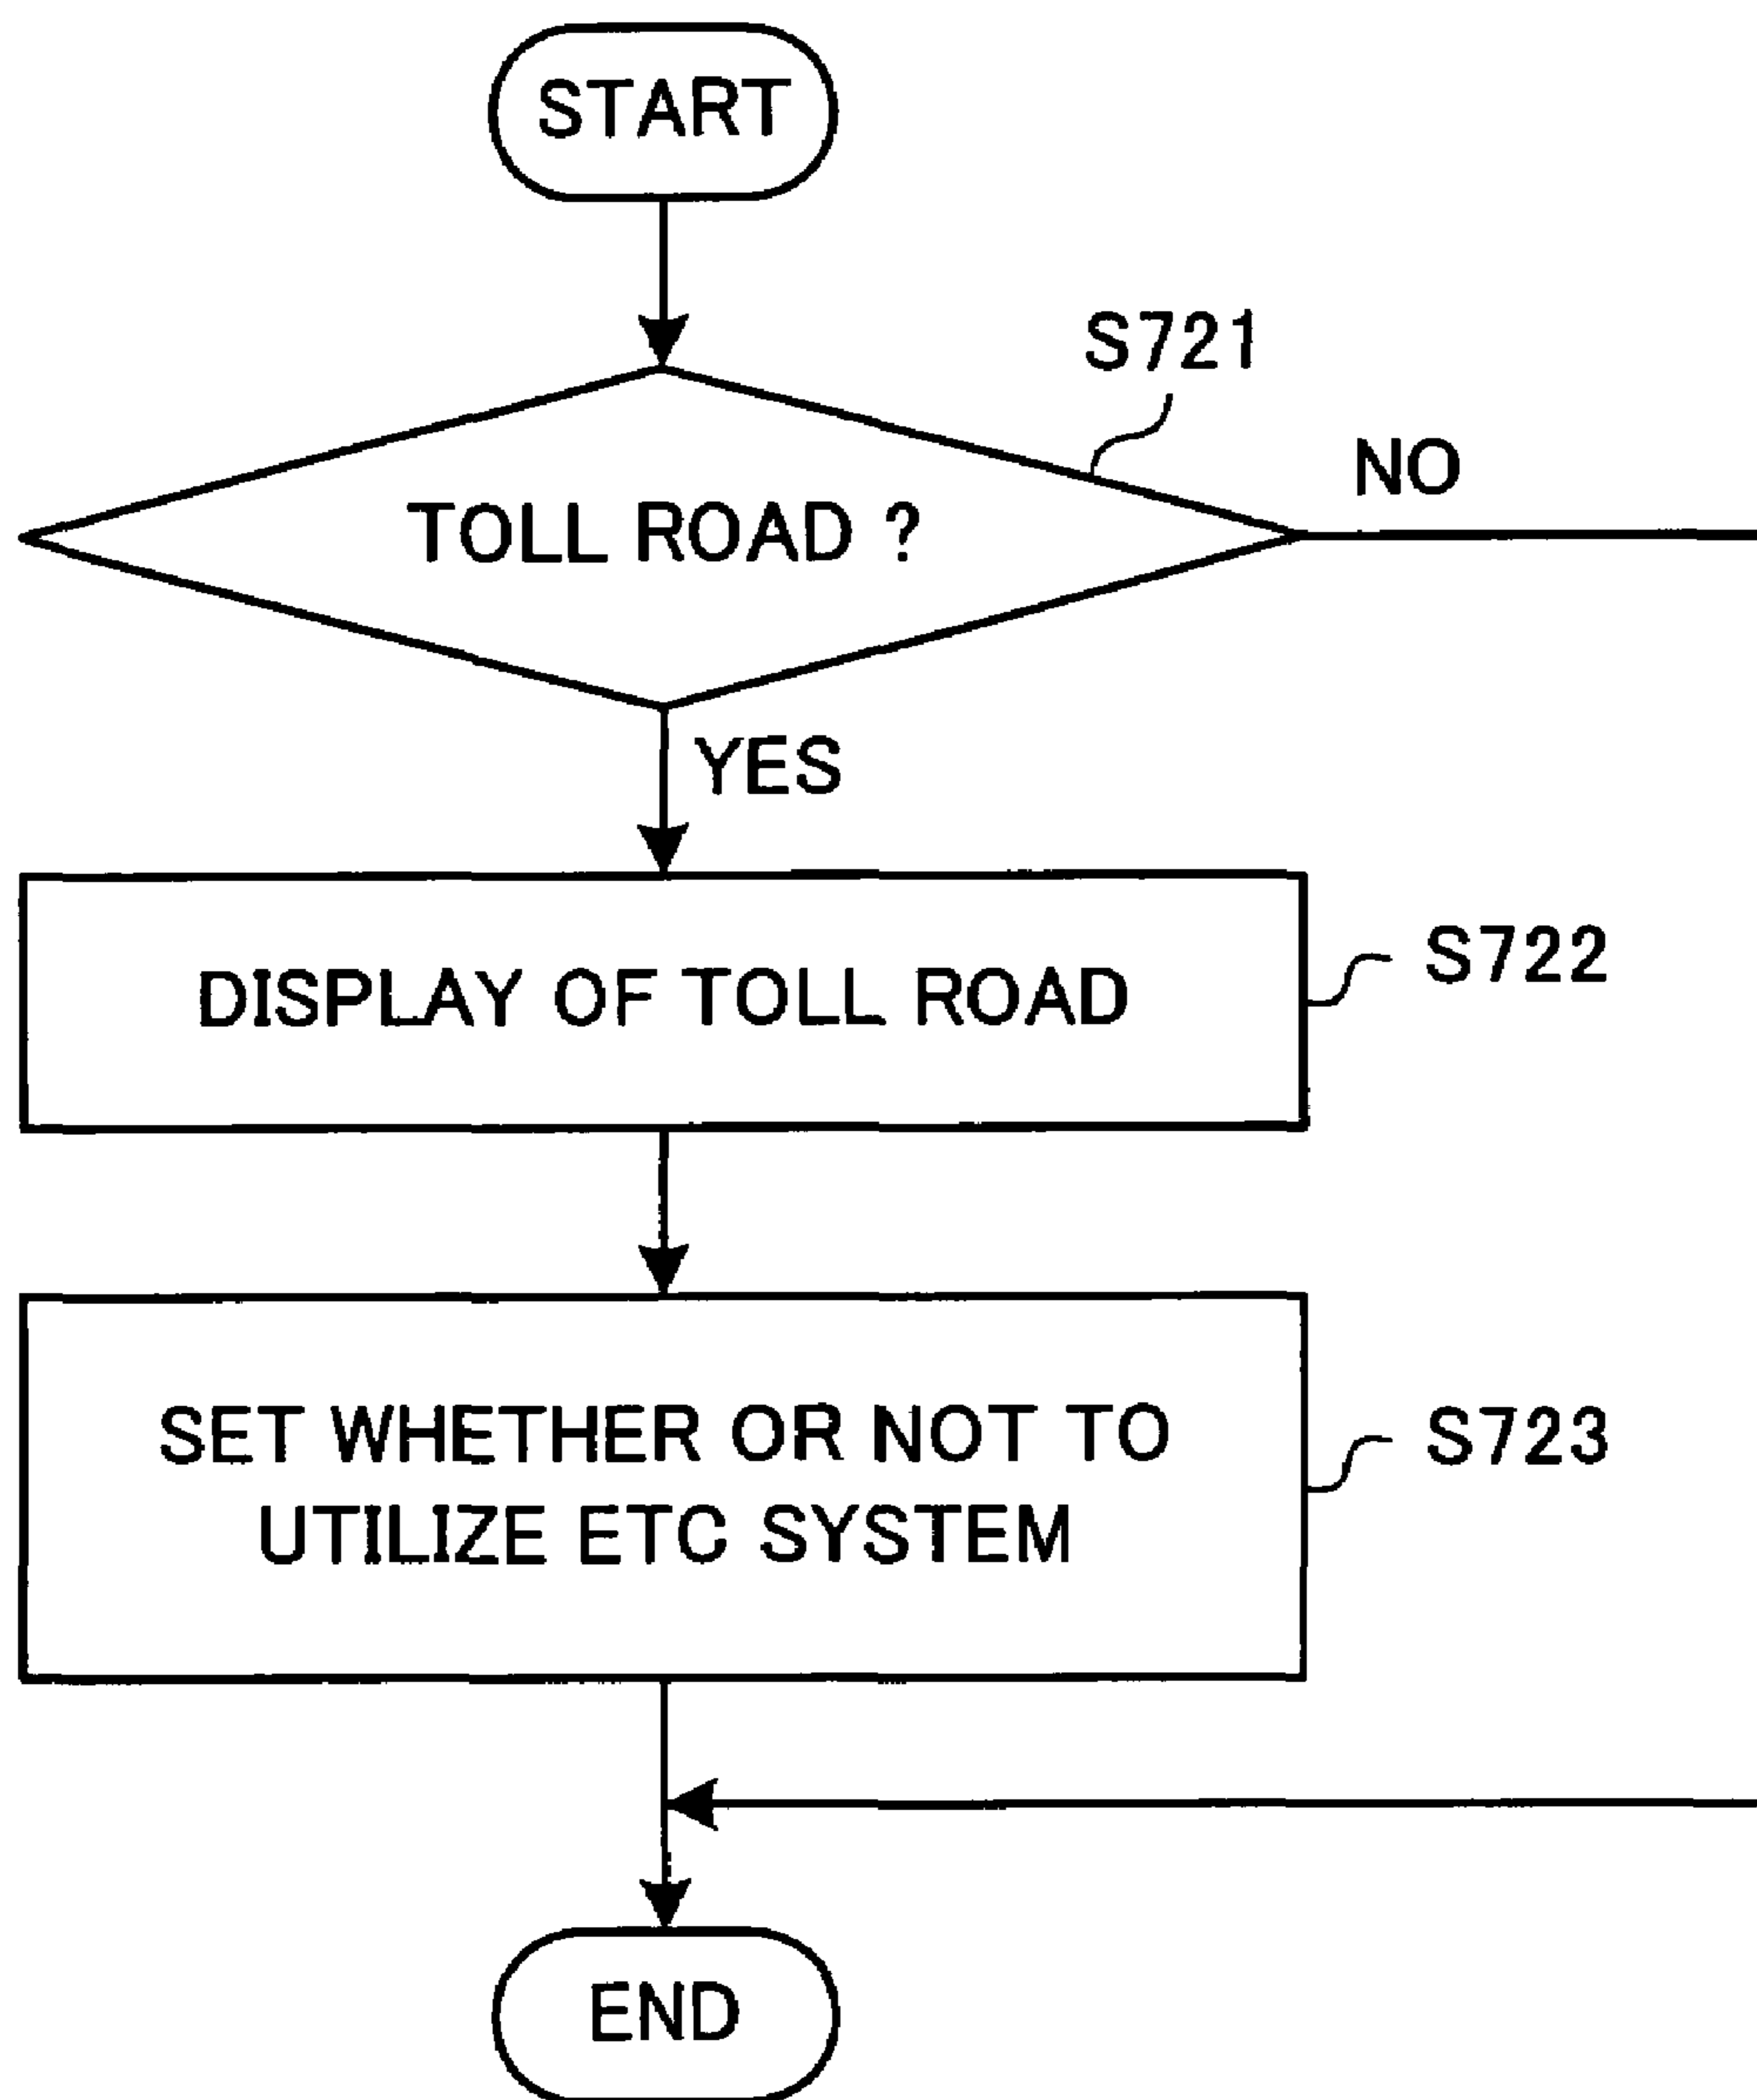 START
S721
NO
TOLL ROAD ?
YES
DISPLAY OF TOLL ROAD
S722
SET WHETHER OR NOT TO
UTILIZE ETC SYSTEM
S723
END